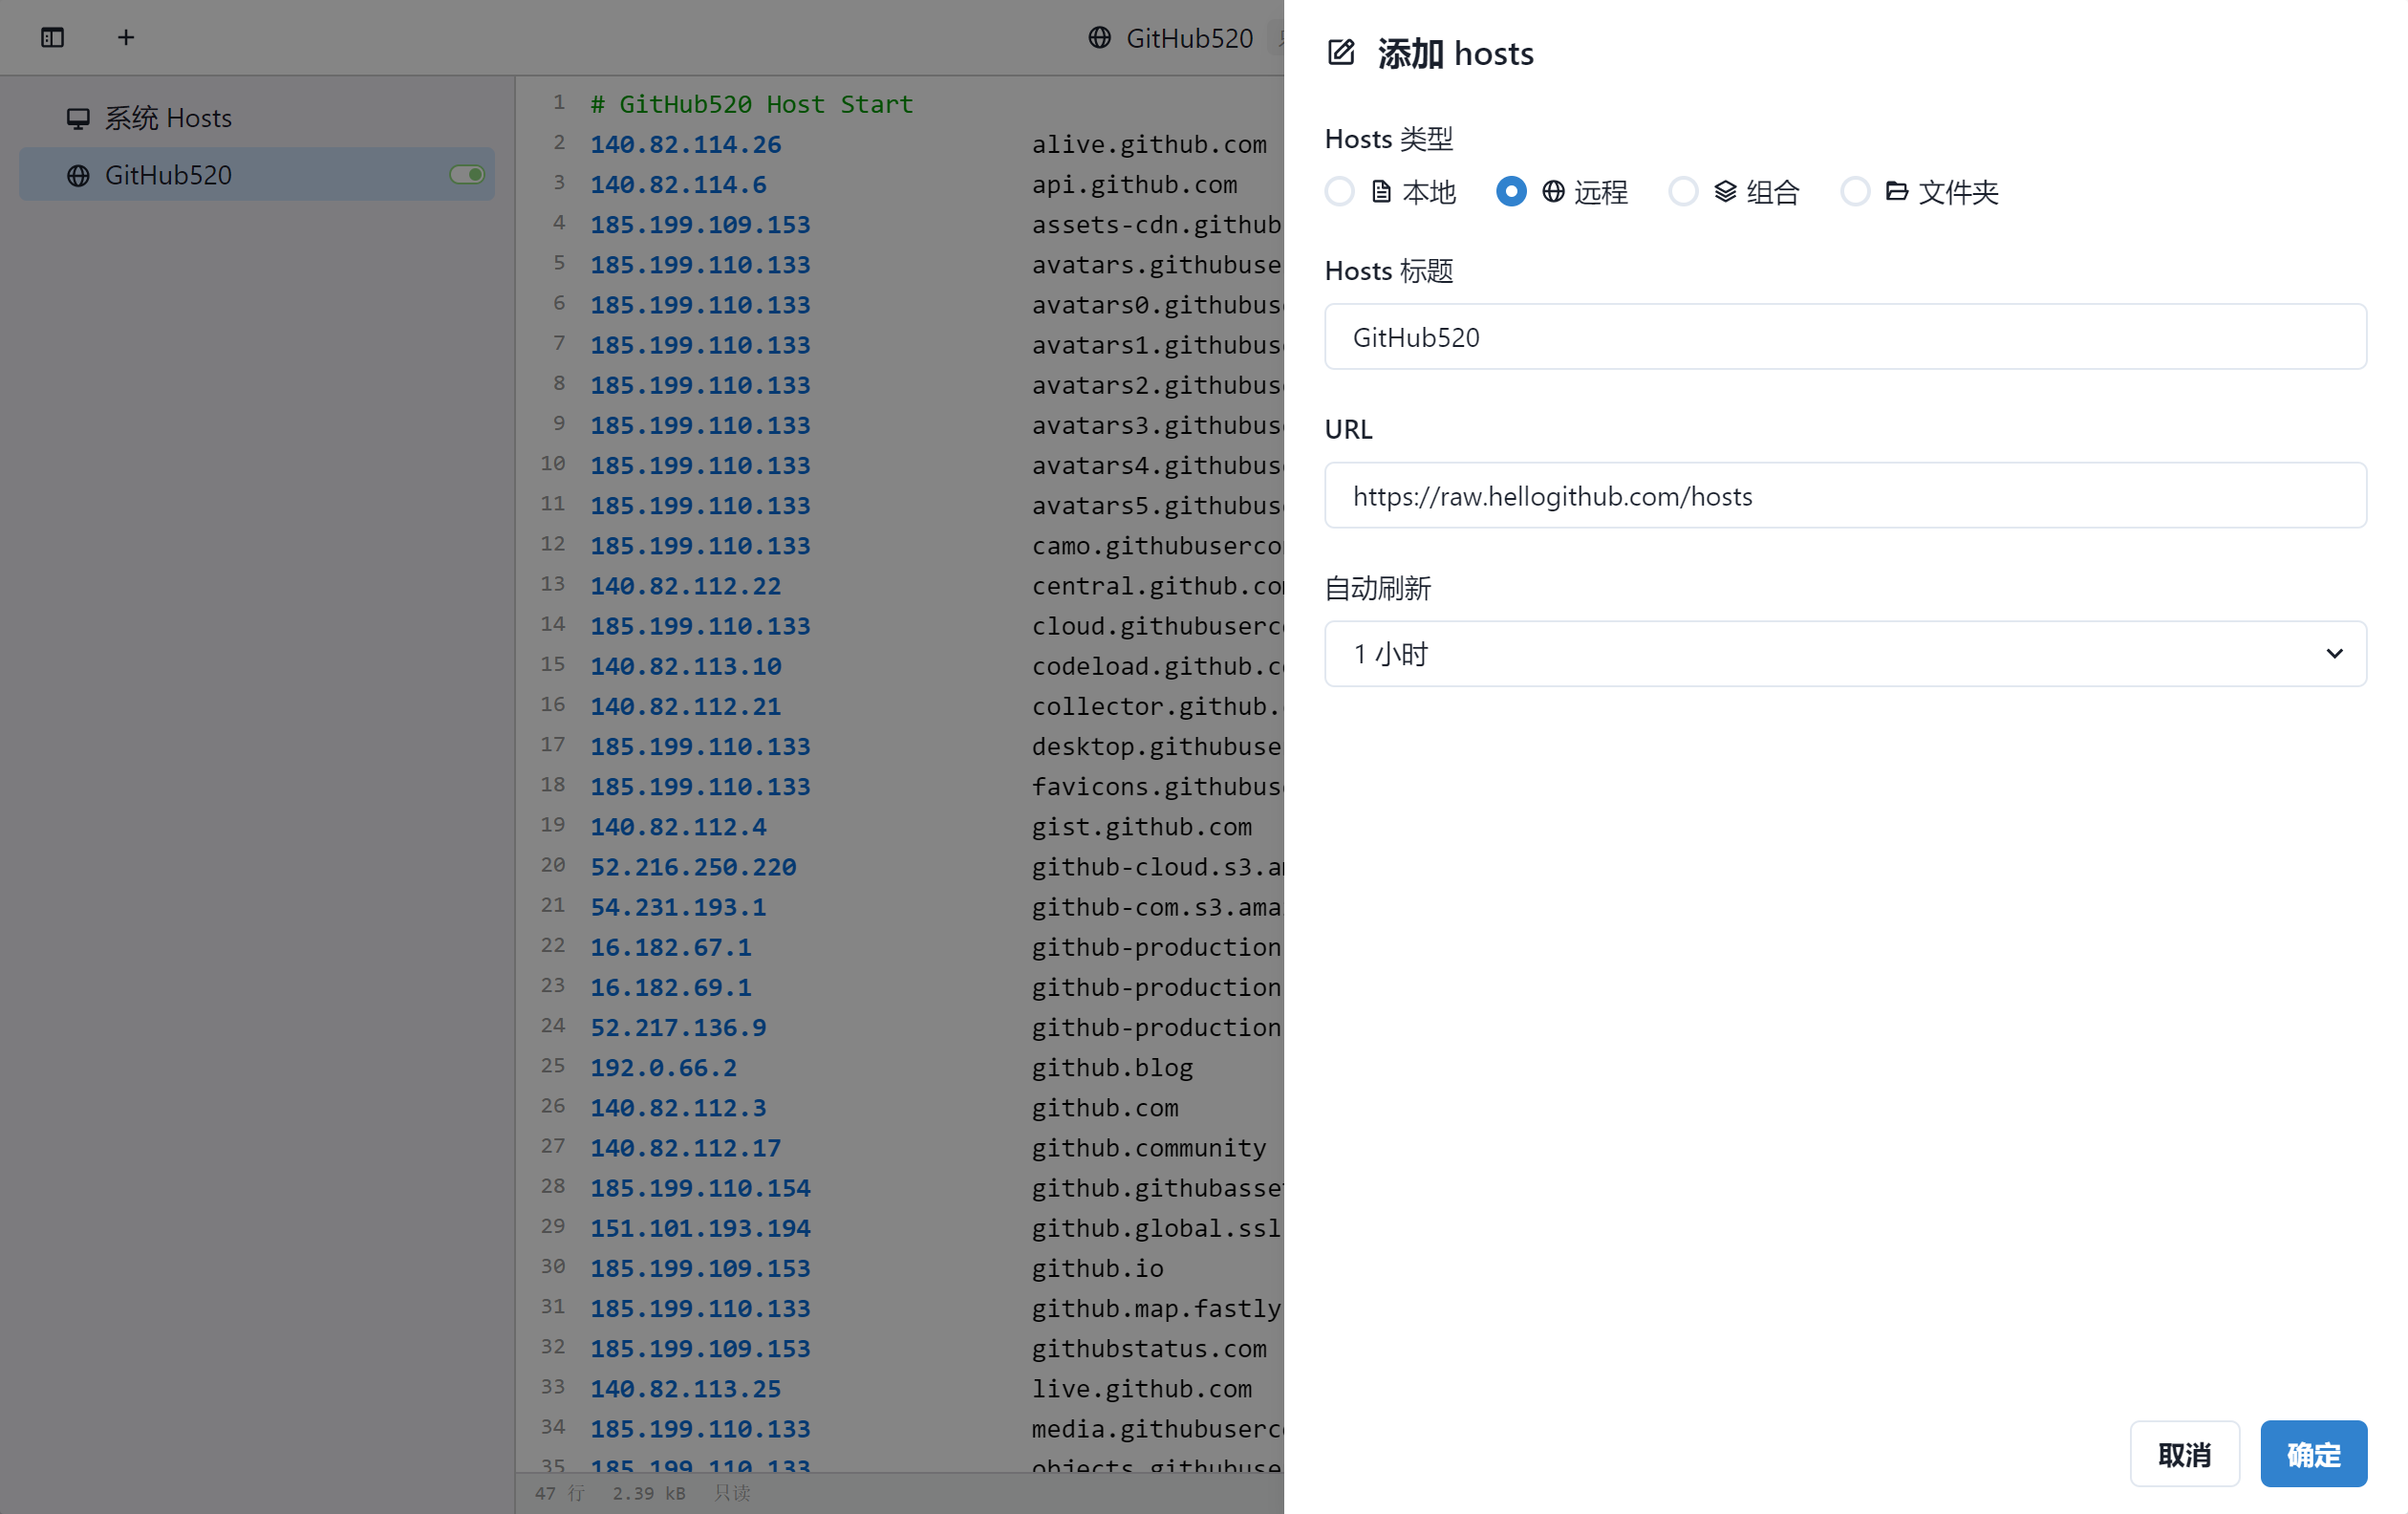 GitHub520
系统 Hosts
GitHub520
1 # GitHub520 Host Start
2 140.82.114.26 alive.github.com
3 140.82.114.6 api.github.com
4 185.199.109.153 assets-cdn.github
5 185.199.110.133 avatars.githubuse
6 185.199.110.133 avatars0.githubus
7 185.199.110.133 avatars1.githubus
8 185.199.110.133 avatars2.githubus
9 185.199.110.133 avatars3.githubus
10 185.199.110.133 avatars4.githubus
11 185.199.110.133 avatars5.githubus
12 185.199.110.133 camo.githubuserco
13 140.82.112.22 central.github.co
14 185.199.110.133 cloud.githubuserc
15 140.82.113.10 codeload.github.c
16 140.82.112.21 collector.github.
17 185.199.110.133 desktop.githubuse
18 185.199.110.133 favicons.githubus
19 140.82.112.4 gist.github.com
20 52.216.250.220 github-cloud.s3.a
21 54.231.193.1 github-com.s3.ama
22 16.182.67.1 github-production
23 16.182.69.1 github-production
24 52.217.136.9 github-production
25 192.0.66.2 github.blog
26 140.82.112.3 github.com
27 140.82.112.17 github.community
28 185.199.110.154 github.githubasse
29 151.101.193.194 github.global.ssl
30 185.199.109.153 github.io
31 185.199.110.133 github.map.fastly
32 185.199.109.153 githubstatus.com
33 140.82.113.25 live.github.com
34 185.199.110.133 media.githubuserc
35 185.199.110.133 objects.githubuse
47 行 2.39 kB 只读
添加 hosts
Hosts 类型
本地 远程 组合 文件夹
Hosts 标题
GitHub520
URL
https://raw.hellogithub.com/hosts
自动刷新
1 小时
取消 确定